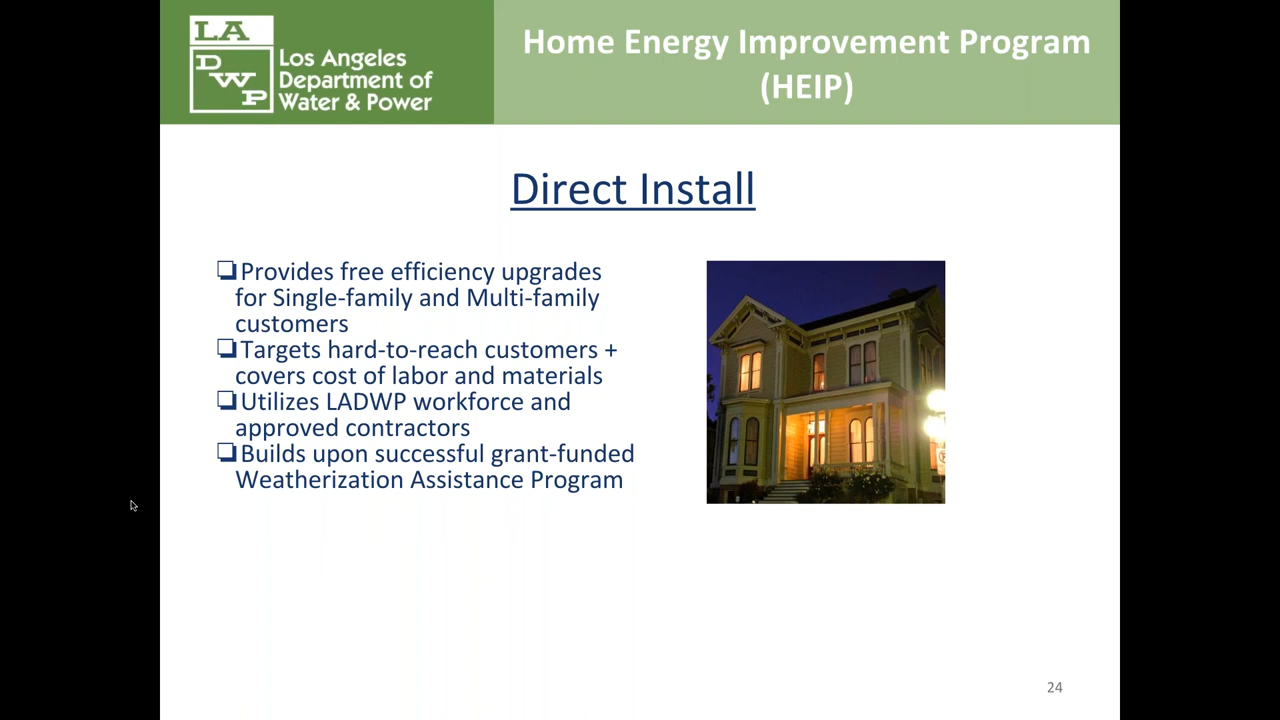 LA
DWP
Los Angeles
Department of
Water & Power
Home Energy Improvement Program
(HEIP)
Direct Install
❏Provides free efficiency upgrades
for Single-family and Multi-family
customers
❏Targets hard-to-reach customers +
covers cost of labor and materials
❏Utilizes LADWP workforce and
approved contractors
❏Builds upon successful grant-funded
Weatherization Assistance Program
24